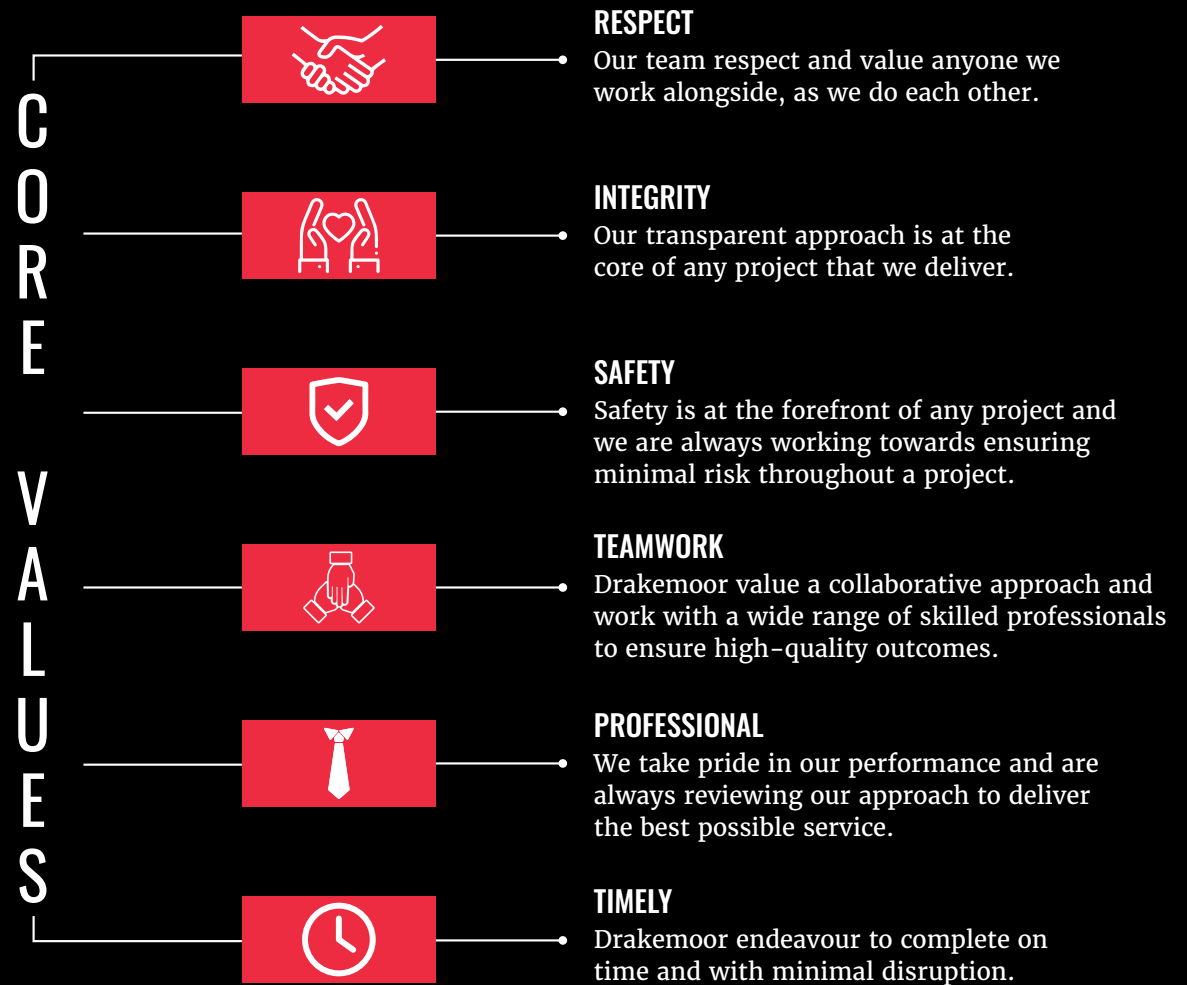 CORE VALUES
RESPECT
Our team respect and value anyone we
work alongside, as we do each other.
INTEGRITY
Our transparent approach is at the
core of any project that we deliver.
SAFETY
Safety is at the forefront of any project and
we are always working towards ensuring
minimal risk throughout a project.
TEAMWORK
Drakemoor value a collaborative approach and
work with a wide range of skilled professionals
to ensure high-quality outcomes.
PROFESSIONAL
We take pride in our performance and are
always reviewing our approach to deliver
the best possible service.
TIMELY
Drakemoor endeavour to complete on
time and with minimal disruption.